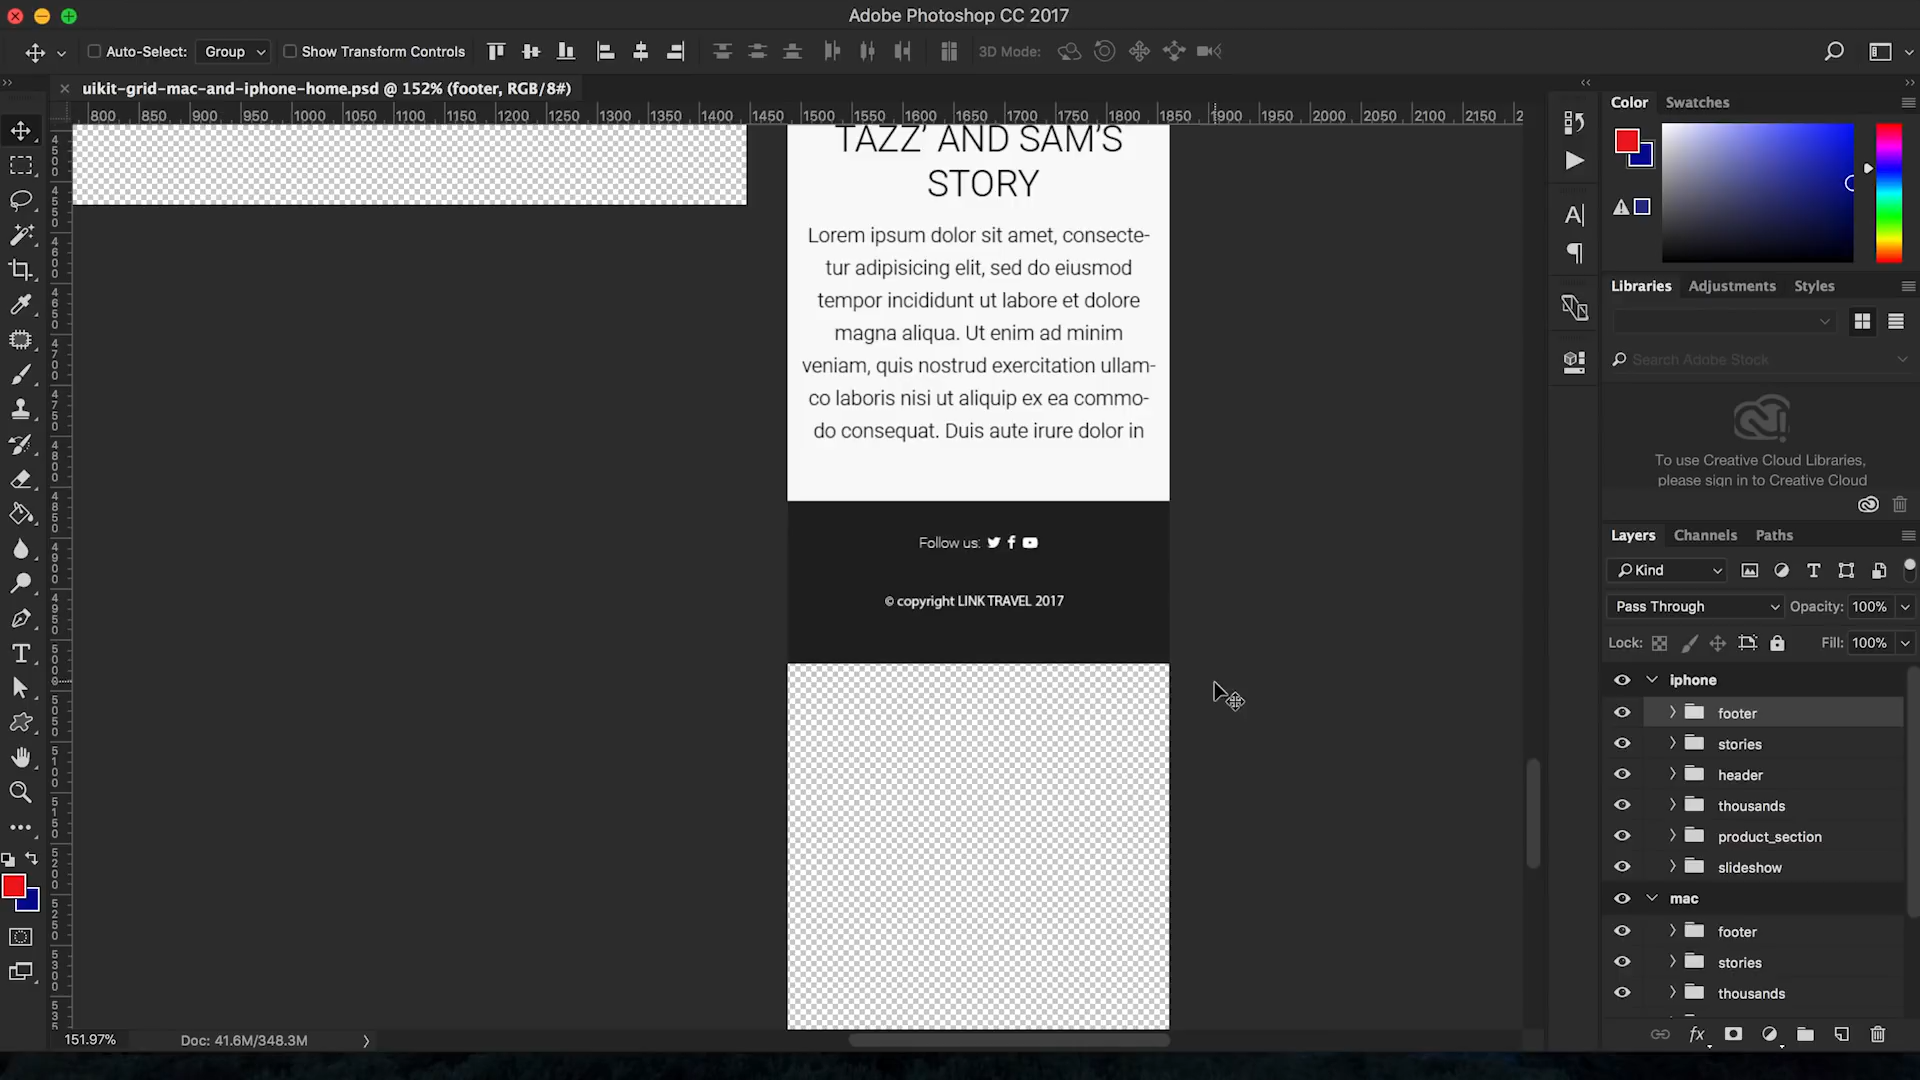 Adobe Photoshop CC 2017
Auto-Select: Group Show Transform Controls 3D Mode:
uikit-grid-mac-and-iphone-home.psd @ 152% (footer, RGB/8#)
800 850 900 950 1000 1050 1100 1150 1200 1250 1300 1350 1400 1450 1500 1550 1600 1650 1700 1750 1800 1850 1900 1950 2000 2050 2100 2150 2
TAZZ’ AND SAM’S
STORY
Lorem ipsum dolor sit amet, consecte-
tur adipisicing elit, sed do eiusmod
tempor incididunt ut labore et dolore
magna aliqua. Ut enim ad minim
veniam, quis nostrud exercitation ullam-
co laboris nisi ut aliquip ex ea commo-
do consequat. Duis aute irure dolor in
Follow us:
© copyright LINK TRAVEL 2017
151.97% Doc: 41.6M/348.3M
Color Swatches
Libraries Adjustments Styles
Search Adobe Stock
To use Creative Cloud Libraries,
please sign in to Creative Cloud
Layers Channels Paths
Kind
Pass Through Opacity: 100%
Lock: Fill: 100%
iphone
footer
stories
header
thousands
product_section
slideshow
mac
footer
stories
thousands